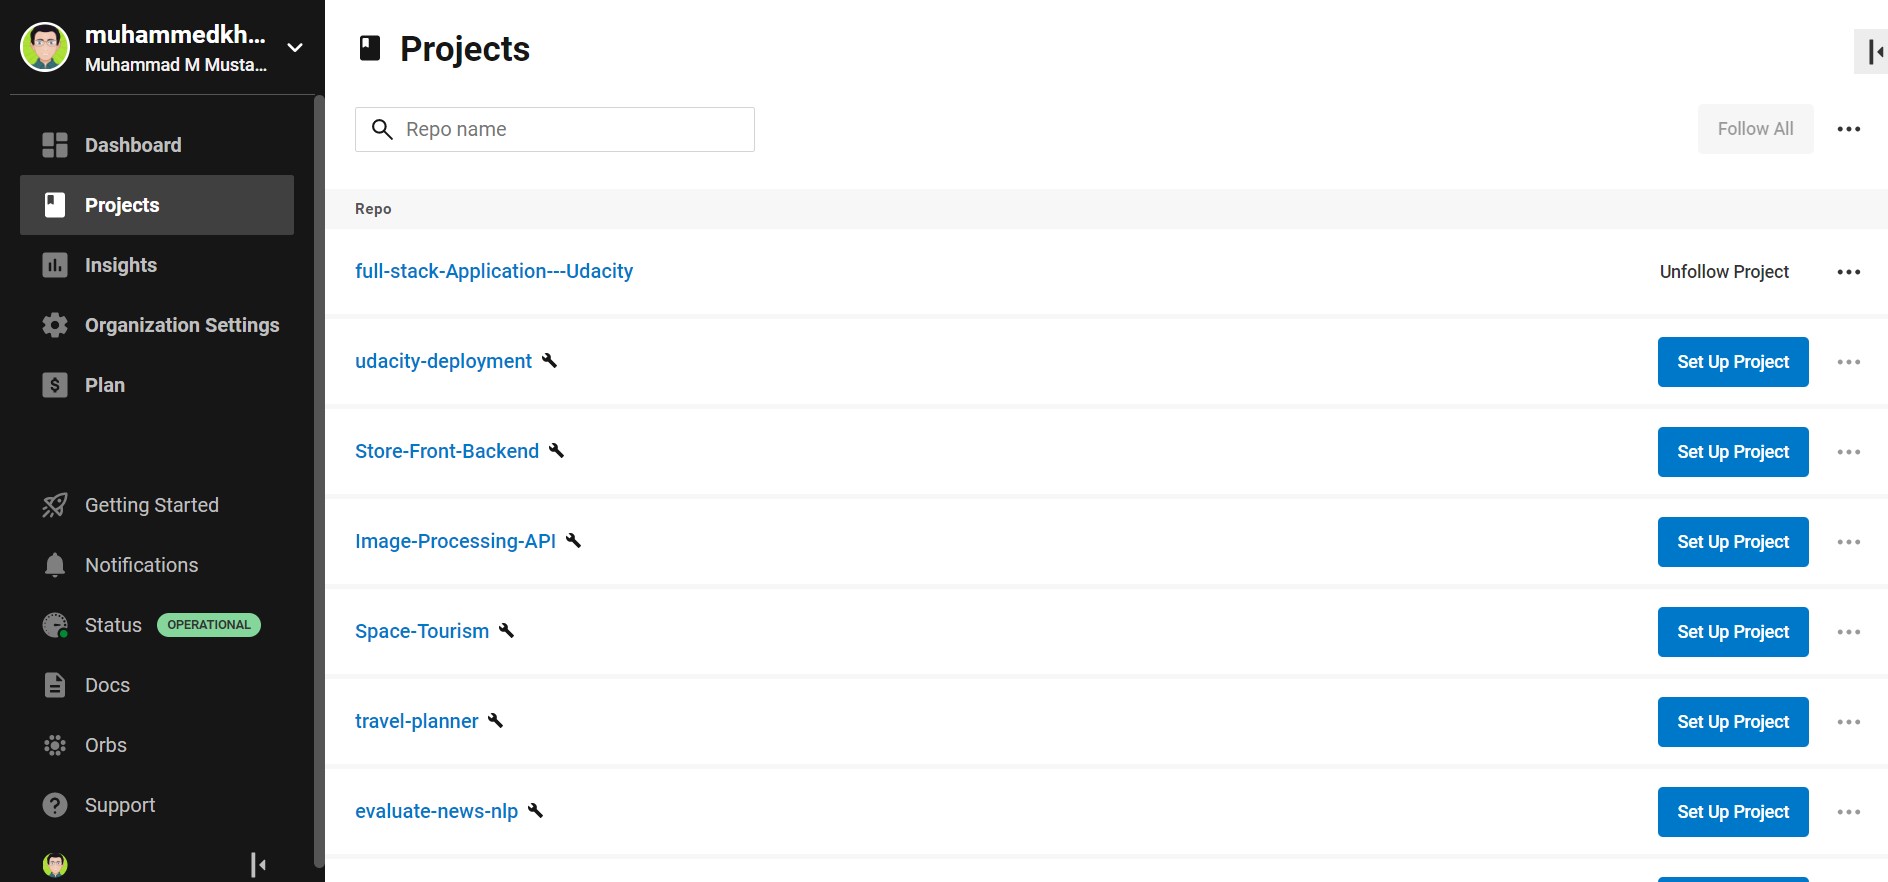 muhammedkh...
Muhammad M Musta...
Dashboard
Projects
Insights
Organization Settings
Plan
Getting Started
Notifications
Status OPERATIONAL
Docs
Orbs
Support
Projects
Repo name
Follow All
Repo
full-stack-Application---Udacity Unfollow Project
udacity-deployment Set Up Project
Store-Front-Backend Set Up Project
Image-Processing-API Set Up Project
Space-Tourism Set Up Project
travel-planner Set Up Project
evaluate-news-nlp Set Up Project